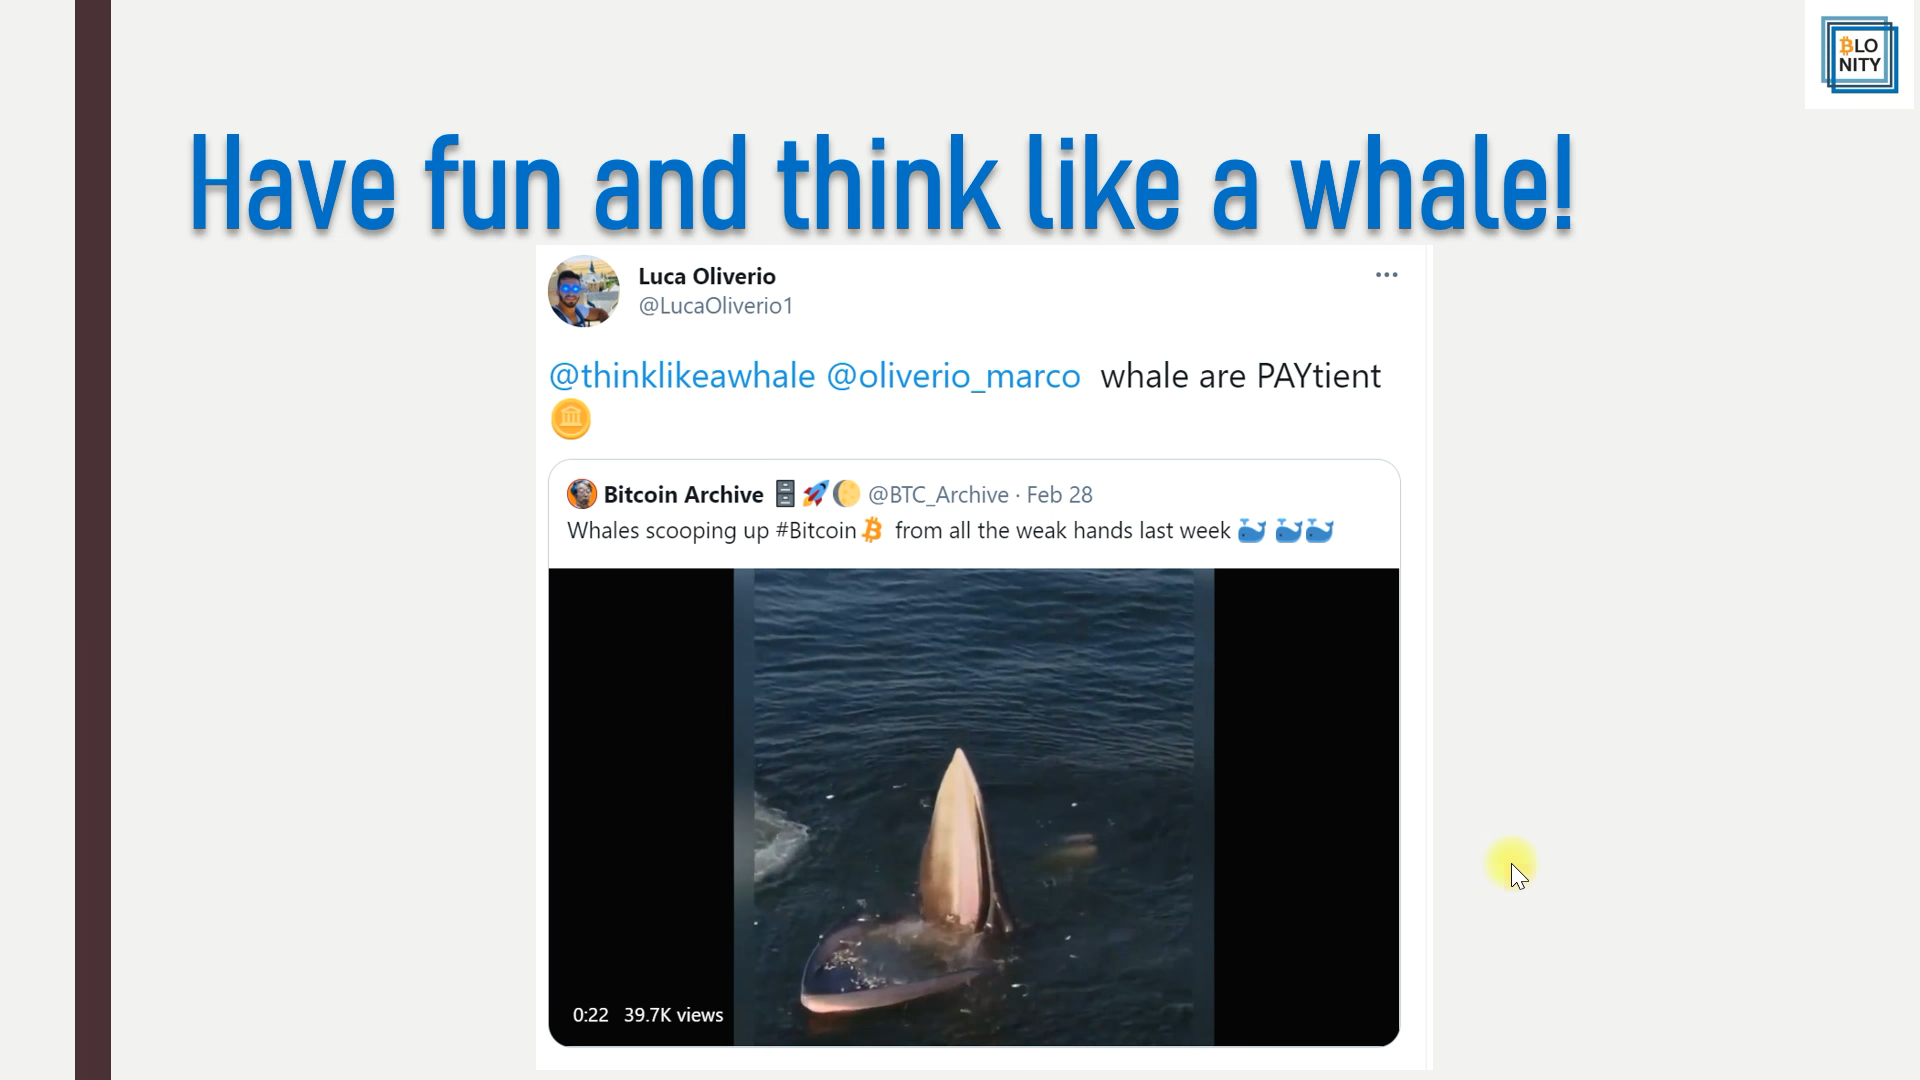 ₿LO
NITY
Have fun and think like a whale!
Luca Oliverio
@LucaOliverio1
@thinklikeawhale @oliverio_marco whale are PAYtient
Bitcoin Archive 🗄️🚀🌔 @BTC_Archive · Feb 28
Whales scooping up #Bitcoin₿ from all the weak hands last week 🐳 🐳🐳
0:22 39.7K views